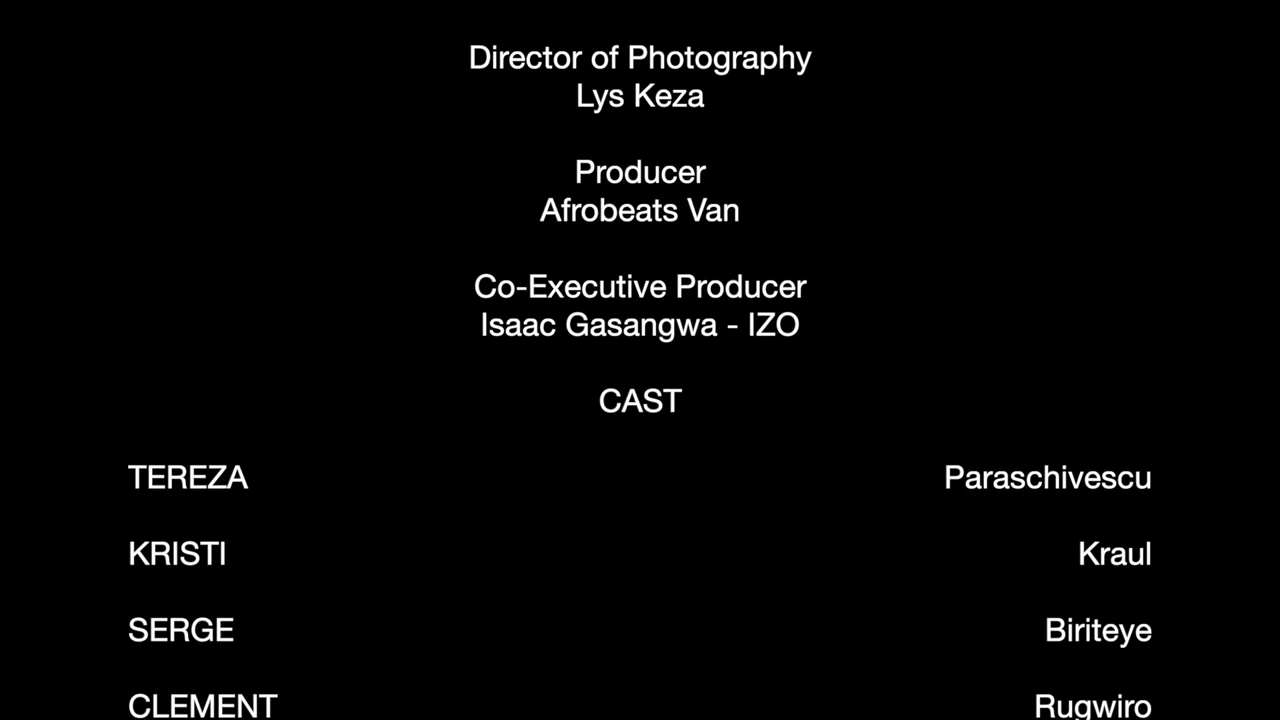 Director of Photography
Lys Keza
Producer
Afrobeats Van
Co-Executive Producer
Isaac Gasangwa - IZO
CAST
TEREZA Paraschivescu
KRISTI Kraul
SERGE Biriteye
CLEMENT Rugwiro